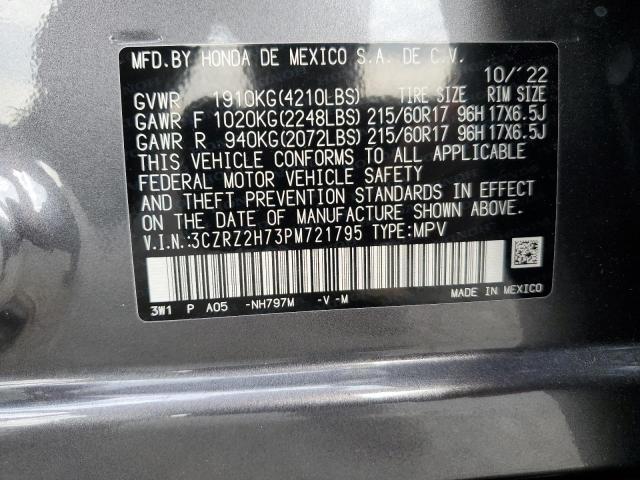 MFD.BY HONDA DE MEXICO S.A. DE C.V.
10/'22
GVWR 1910KG(4210LBS) TIRE SIZE RIM SIZE
GAWR F 1020KG(2248LBS) 215/60R17 96H 17X6.5J
GAWR R 940KG(2072LBS) 215/60R17 96H 17X6.5J
THIS VEHICLE CONFORMS TO ALL APPLICABLE
FEDERAL MOTOR VEHICLE SAFETY
AND THEFT PREVENTION STANDARDS IN EFFECT
ON THE DATE OF MANUFACTURE SHOWN ABOVE.
V.I.N.:3CZRZ2H73PM721795 TYPE:MPV
3W1 P A05 -NH797M -V -M MADE IN MEXICO